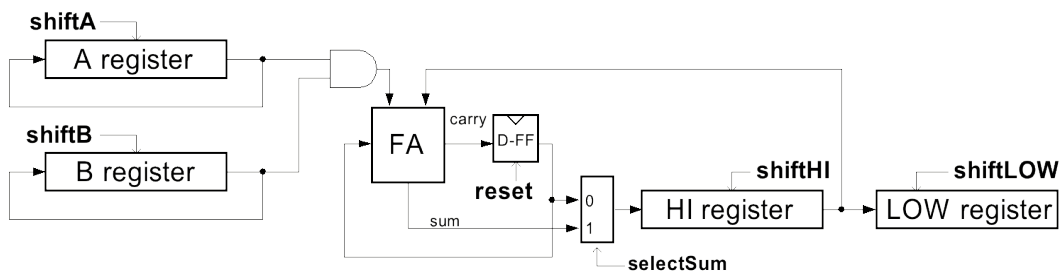 shiftA
A register
shiftB
B register
FA
carry
D-FF
reset
sum
0
1
selectSum
shiftHI
HI register
shiftLOW
LOW register